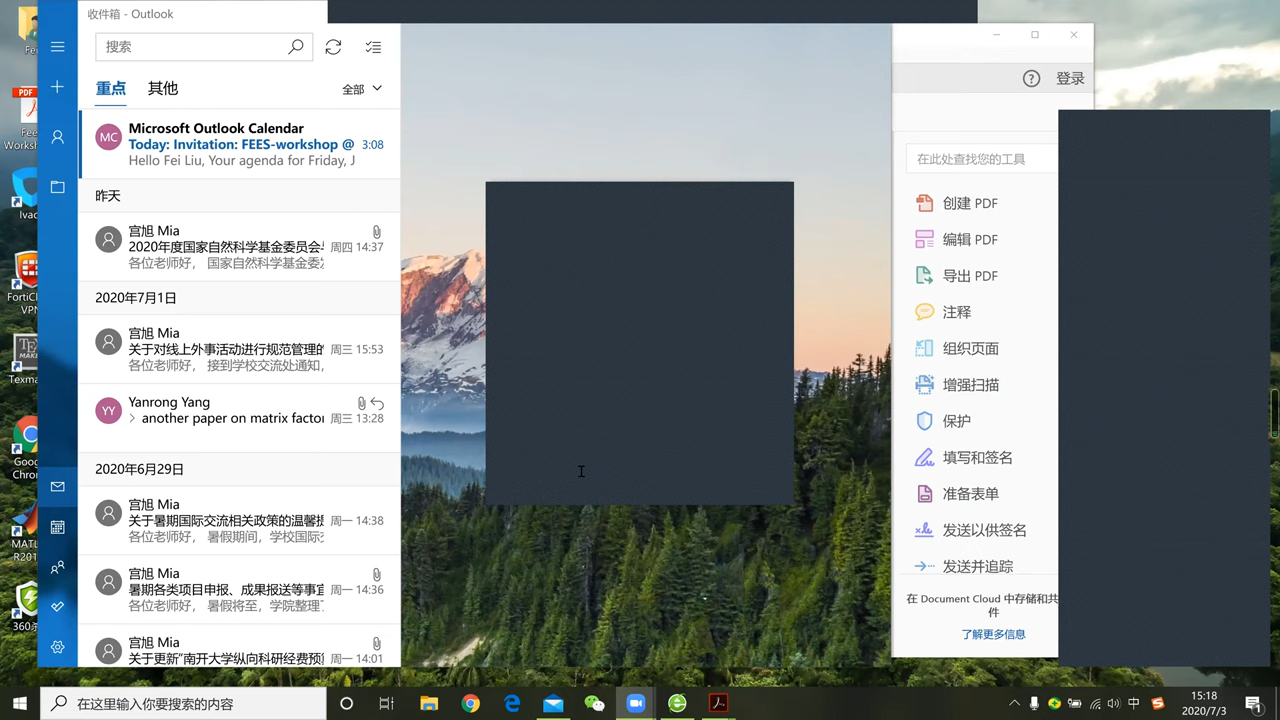 收件箱 - Outlook
搜索
重点 其他 全部
MC
Microsoft Outlook Calendar
Today: Invitation: FEES-workshop @ 3:08
Hello Fei Liu, Your agenda for Friday, J
昨天
宫旭 Mia
2020年度国家自然科学基金委员会 周四 14:37
各位老师好， 国家自然科学基金委
2020年7月1日
宫旭 Mia
关于对线上外事活动进行规范管理的 周三 15:53
各位老师好， 接到学校交流处通知，
YY
Yanrong Yang
another paper on matrix factor 周三 13:28
2020年6月29日
宫旭 Mia
关于暑期国际交流相关政策的温馨提 周一 14:38
各位老师好， 暑假期间，学校国际
宫旭 Mia
暑期各类项目申报、成果报送等事宜 周一 14:36
各位老师好， 暑假将至，学院整理了
宫旭 Mia
关于更新“南开大学纵向科研经费预 周一 14:01
登录
在此处查找您的工具
创建 PDF
编辑 PDF
导出 PDF
注释
组织页面
增强扫描
保护
填写和签名
准备表单
发送以供签名
发送并追踪
在 Document Cloud 中存储和共
件
了解更多信息
PDF
Fee
Works
Ivac
FortiCl
VPN
TEX
MAK
Texma
Goog
Chron
MAT
R201
360
在这里输入你要搜索的内容
中
15:18
2020/7/3
1